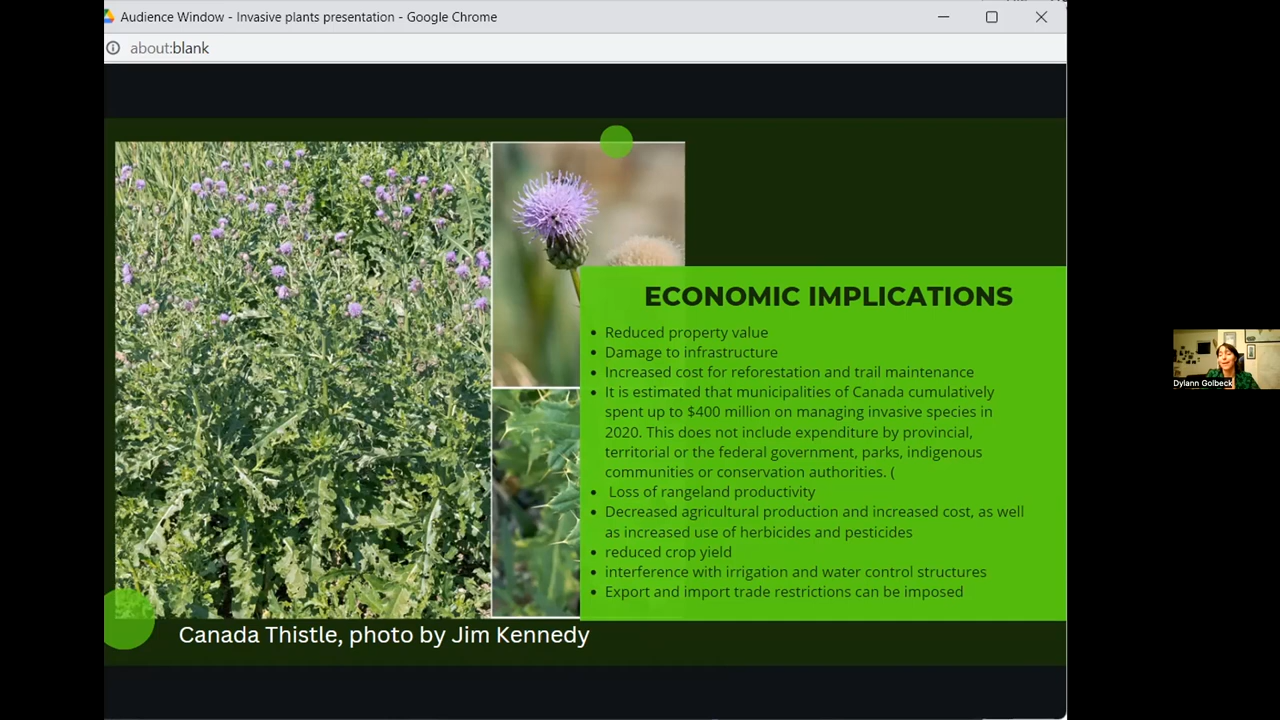 Audience Window - Invasive plants presentation - Google Chrome
about:blank
ECONOMIC IMPLICATIONS
• Reduced property value
• Damage to infrastructure
• Increased cost for reforestation and trail maintenance
• It is estimated that municipalities of Canada cumulatively
spent up to $400 million on managing invasive species in
2020. This does not include expenditure by provincial,
territorial or the federal government, parks, indigenous
communities or conservation authorities. (
• Loss of rangeland productivity
• Decreased agricultural production and increased cost, as well
as increased use of herbicides and pesticides
• reduced crop yield
• interference with irrigation and water control structures
• Export and import trade restrictions can be imposed
Canada Thistle, photo by Jim Kennedy
Dylann Golbeck